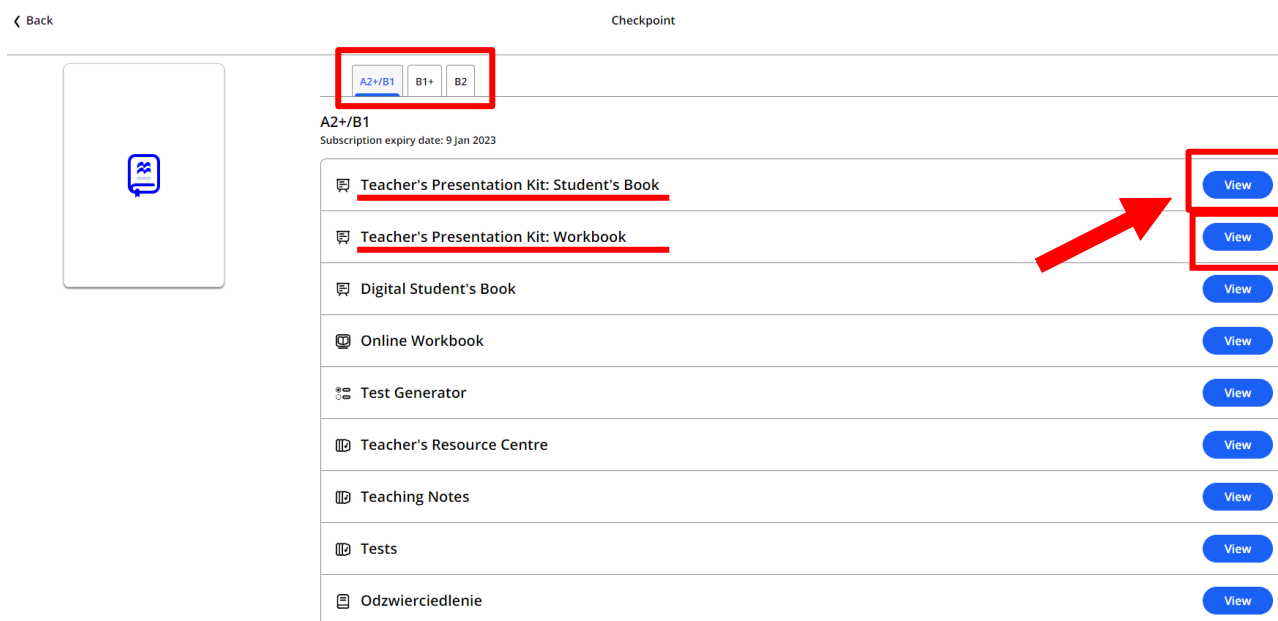 Back
Checkpoint
A2+/B1 B1+ B2
A2+/B1
Subscription expiry date: 9 Jan 2023
Teacher's Presentation Kit: Student's Book View
Teacher's Presentation Kit: Workbook View
Digital Student's Book View
Online Workbook View
Test Generator View
Teacher's Resource Centre View
Teaching Notes View
Tests View
Odzwierciedlenie View